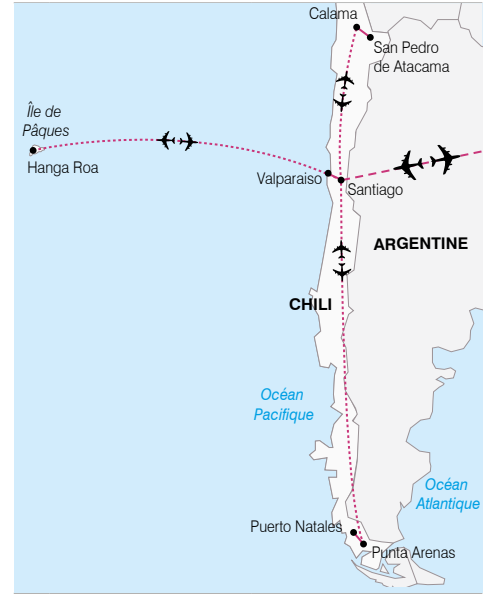 Calama
San Pedro
de Atacama
Île de
Pâques
Hanga Roa
Valparaiso
Santiago
ARGENTINE
CHILI
Océan
Pacifique
Océan
Atlantique
Puerto Natales
Punta Arenas